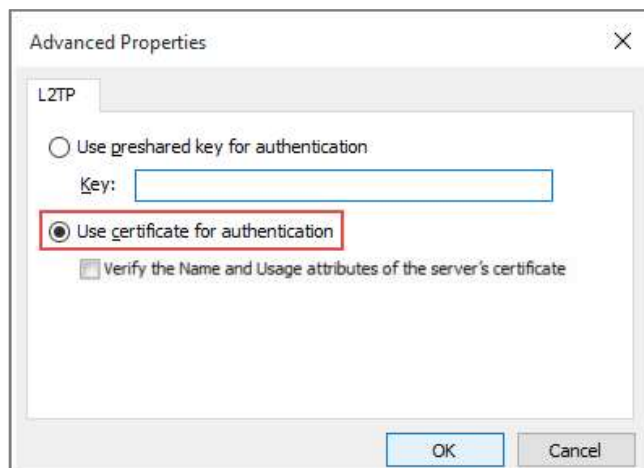 Advanced Properties
L2TP
Use preshared key for authentication
Key:
Use certificate for authentication
Verify the Name and Usage attributes of the server's certificate
OK Cancel